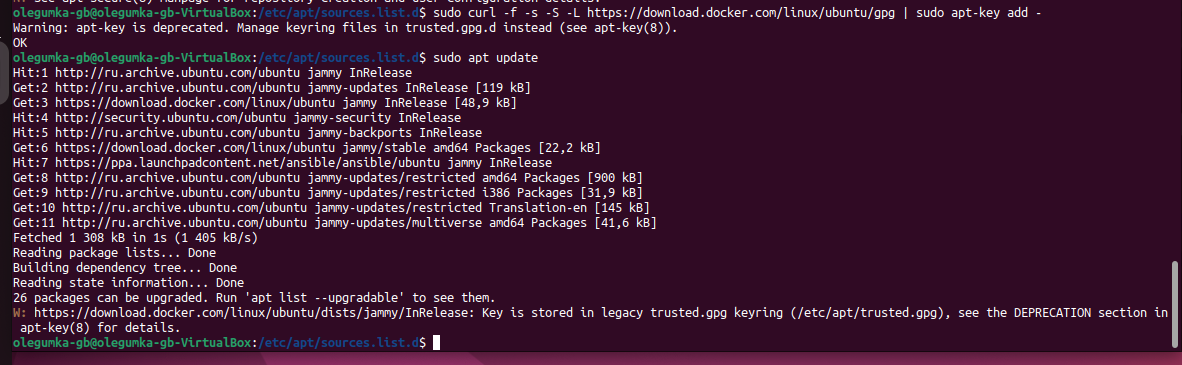 W: See apt-secure(8) manpage for repository creation and user configuration details.
olegumka-gb@olegumka-gb-VirtualBox:/etc/apt/sources.list.d$ sudo curl -f -s -S -L https://download.docker.com/linux/ubuntu/gpg | sudo apt-key add -
Warning: apt-key is deprecated. Manage keyring files in trusted.gpg.d instead (see apt-key(8)).
OK
olegumka-gb@olegumka-gb-VirtualBox:/etc/apt/sources.list.d$ sudo apt update
Hit:1 http://ru.archive.ubuntu.com/ubuntu jammy InRelease
Get:2 http://ru.archive.ubuntu.com/ubuntu jammy-updates InRelease [119 kB]
Get:3 https://download.docker.com/linux/ubuntu jammy InRelease [48,9 kB]
Hit:4 http://security.ubuntu.com/ubuntu jammy-security InRelease
Hit:5 http://ru.archive.ubuntu.com/ubuntu jammy-backports InRelease
Get:6 https://download.docker.com/linux/ubuntu jammy/stable amd64 Packages [22,2 kB]
Hit:7 https://ppa.launchpadcontent.net/ansible/ansible/ubuntu jammy InRelease
Get:8 http://ru.archive.ubuntu.com/ubuntu jammy-updates/restricted amd64 Packages [900 kB]
Get:9 http://ru.archive.ubuntu.com/ubuntu jammy-updates/restricted i386 Packages [31,9 kB]
Get:10 http://ru.archive.ubuntu.com/ubuntu jammy-updates/restricted Translation-en [145 kB]
Get:11 http://ru.archive.ubuntu.com/ubuntu jammy-updates/multiverse amd64 Packages [41,6 kB]
Fetched 1 308 kB in 1s (1 405 kB/s)
Reading package lists... Done
Building dependency tree... Done
Reading state information... Done
26 packages can be upgraded. Run 'apt list --upgradable' to see them.
W: https://download.docker.com/linux/ubuntu/dists/jammy/InRelease: Key is stored in legacy trusted.gpg keyring (/etc/apt/trusted.gpg), see the DEPRECATION section in
apt-key(8) for details.
olegumka-gb@olegumka-gb-VirtualBox:/etc/apt/sources.list.d$